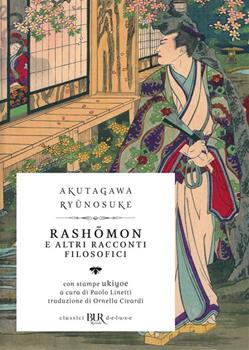 AKUTAGAWA
RYŪNOSUKE
RASHŌMON
E ALTRI RACCONTI
FILOSOFICI
con stampe ukiyoe
a cura di Paolo Linetti
traduzione di Ornella Civardi
classici BUR deluxe
Rizzoli